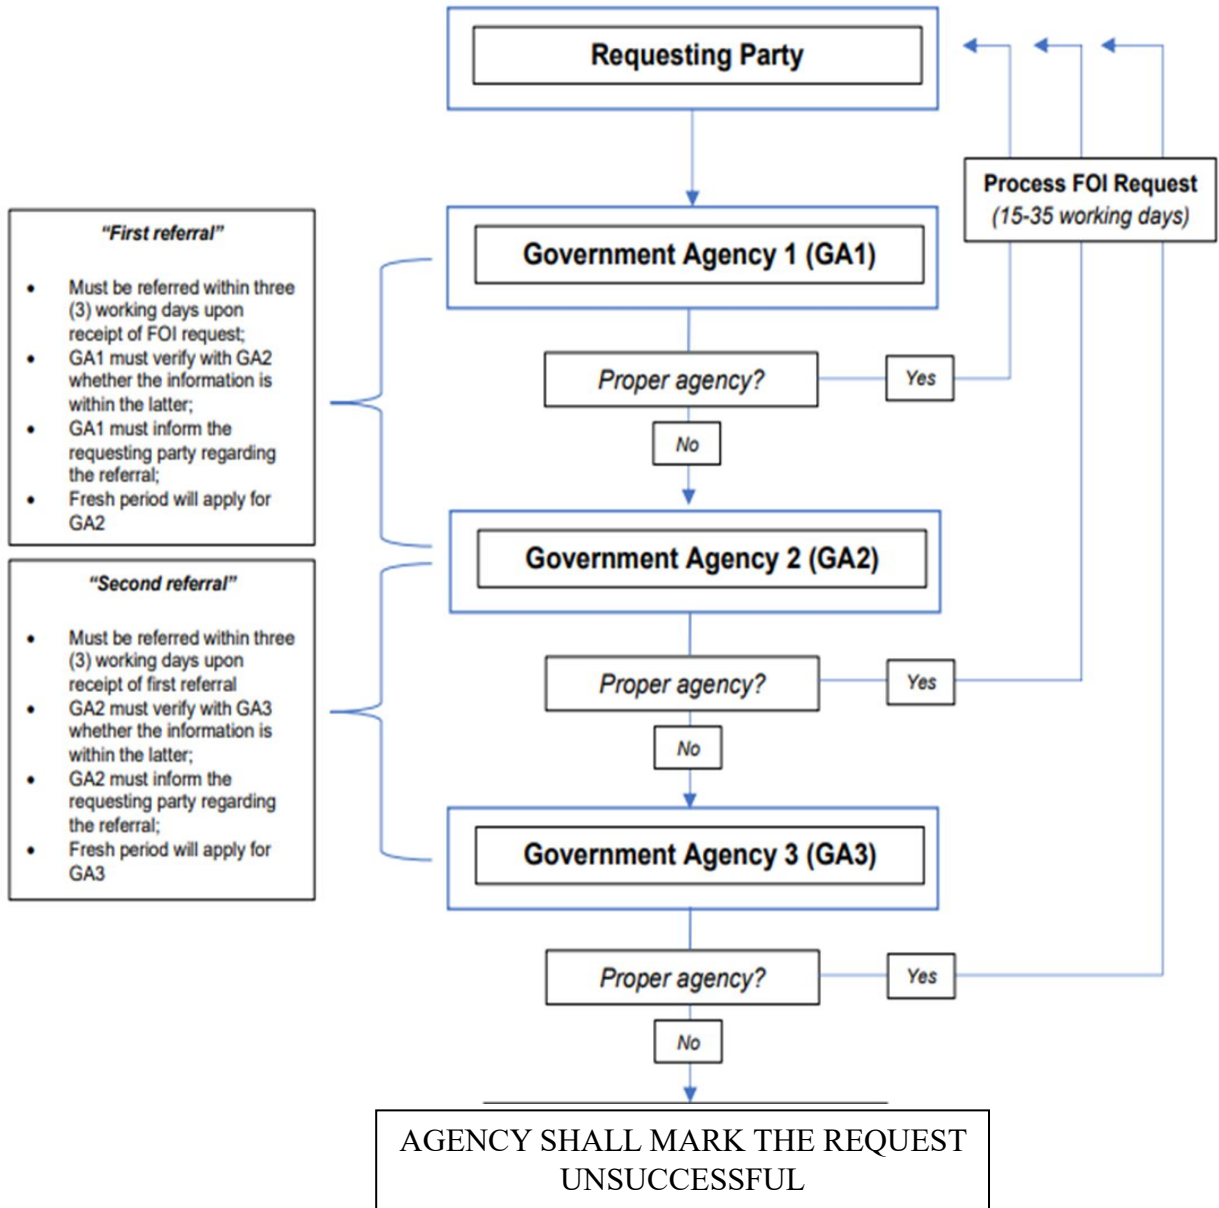 Requesting Party
Process FOI Request
(15-35 working days)
“First referral”
• Must be referred within three
(3) working days upon
receipt of FOI request;
• GA1 must verify with GA2
whether the information is
within the latter;
• GA1 must inform the
requesting party regarding
the referral;
• Fresh period will apply for
GA2
Government Agency 1 (GA1)
Proper agency?
Yes
No
Government Agency 2 (GA2)
“Second referral”
• Must be referred within three
(3) working days upon
receipt of first referral
• GA2 must verify with GA3
whether the information is
within the latter;
• GA2 must inform the
requesting party regarding
the referral;
• Fresh period will apply for
GA3
Proper agency?
Yes
No
Government Agency 3 (GA3)
Proper agency?
Yes
No
AGENCY SHALL MARK THE REQUEST
UNSUCCESSFUL